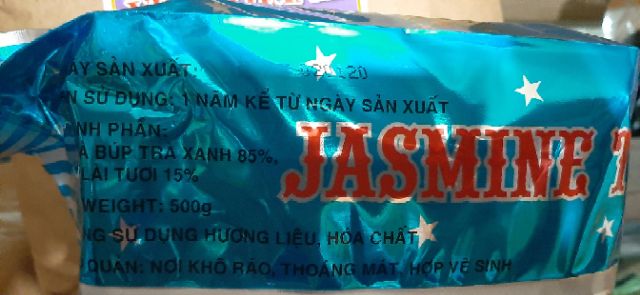 ÀY SẢN XUẤT:
N SỬ DỤNG: 1 NĂM KỂ TỪ NGÀY SẢN XUẤT
ÀNH PHẦN:
À BÚP TRÀ XANH 85%,
LÀI TƯƠI 15%
JASMINE T
WEIGHT: 500g
NG SỬ DỤNG HƯƠNG LIỆU, HÓA CHẤT
QUẢN: NƠI KHÔ RÁO, THOÁNG MÁT, HỢP VỆ SINH